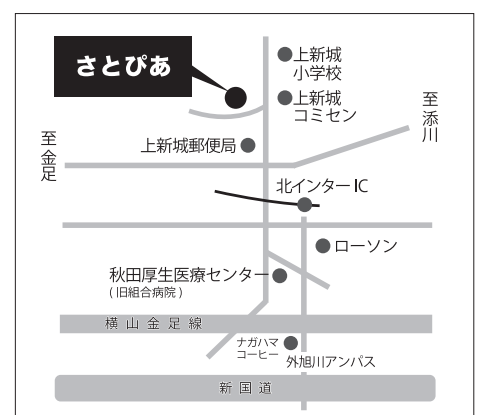 さとぴあ
上新城
小学校
上新城
コミセン
至添川
至金足
上新城郵便局
北インターIC
ローソン
秋田厚生医療センター
(旧組合病院)
横山金足線
ナガハマ
コーヒー
外旭川アンパス
新国道